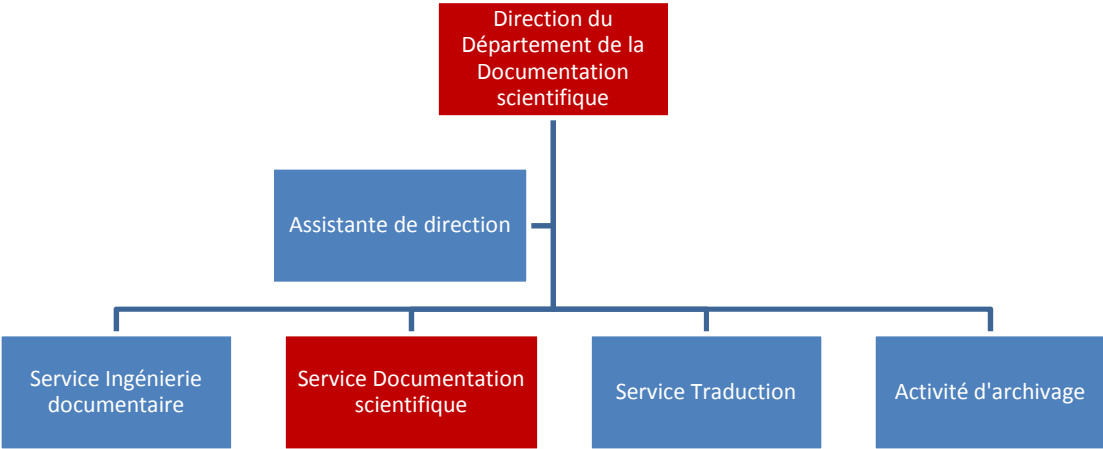 Direction du
Département de la
Documentation
scientifique
Assistante de direction
Service Ingénierie
documentaire
Service Documentation
scientifique
Service Traduction
Activité d'archivage